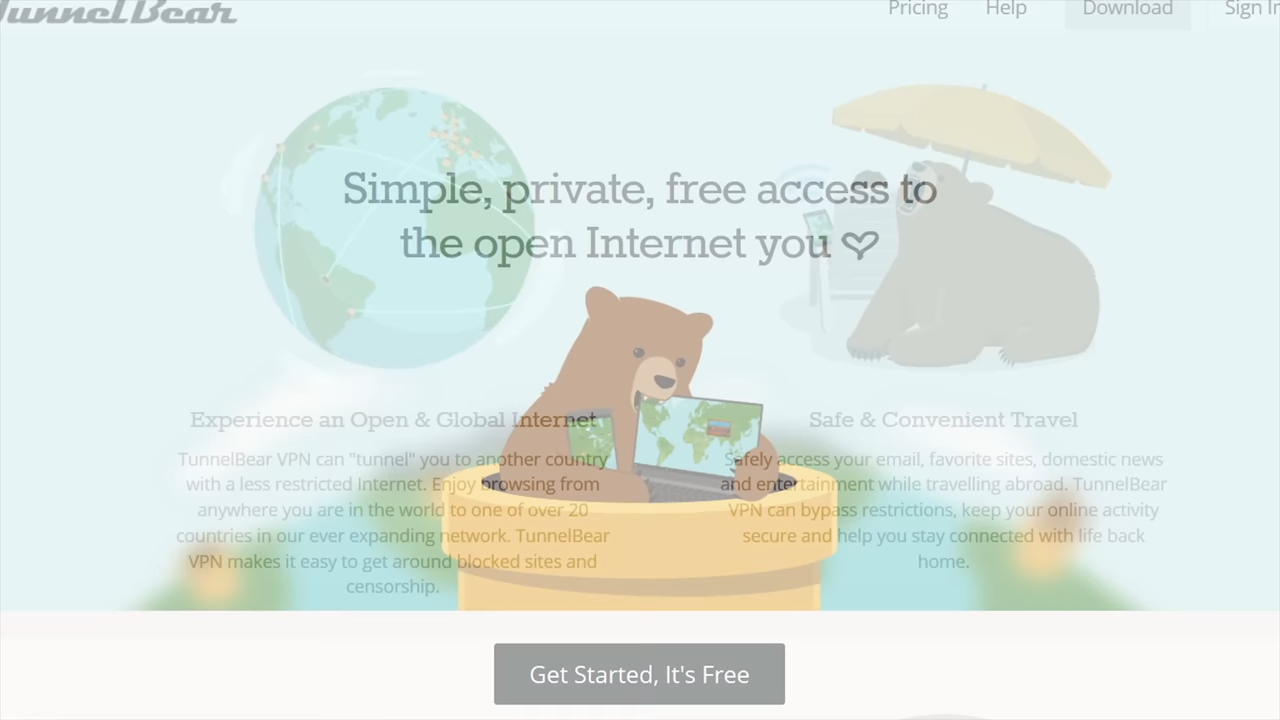 TunnelBear
Pricing Help Download Sign In
Simple, private, free access to
the open Internet you
Experience an Open & Global Internet
TunnelBear VPN can "tunnel" you to another country
with a less restricted Internet. Enjoy browsing from
anywhere you are in the world to one of over 20
countries in our ever expanding network. TunnelBear
VPN makes it easy to get around blocked sites and
censorship.
Safe & Convenient Travel
Safely access your email, favorite sites, domestic news
and entertainment while travelling abroad. TunnelBear
VPN can bypass restrictions, keep your online activity
secure and help you stay connected with life back
home.
Get Started, It's Free